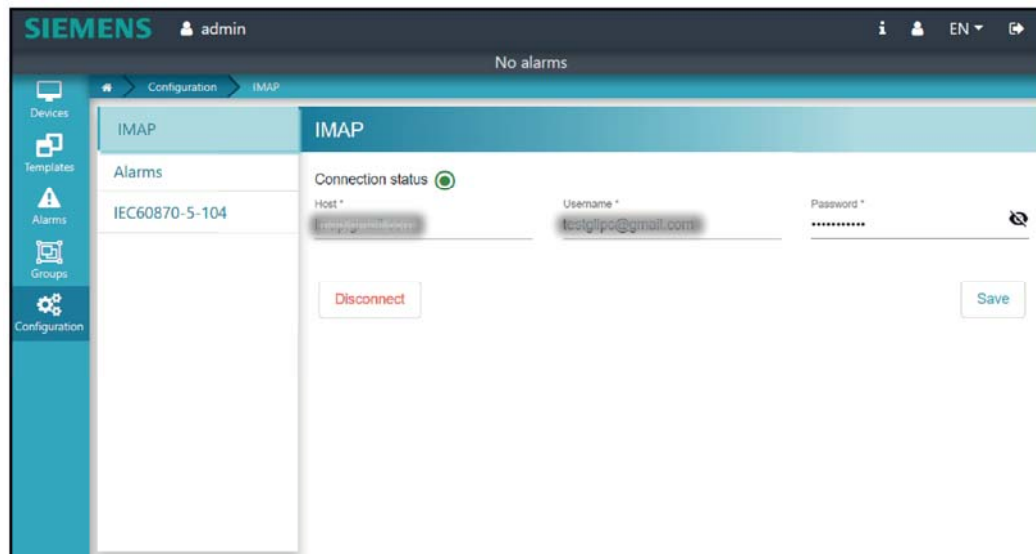 SIEMENS admin i EN
No alarms
Configuration IMAP
Devices
Templates
Alarms
Groups
Configuration
IMAP
Alarms
IEC60870-5-104
IMAP
Connection status
Host * Username * Password *
•••••••••••
Disconnect Save